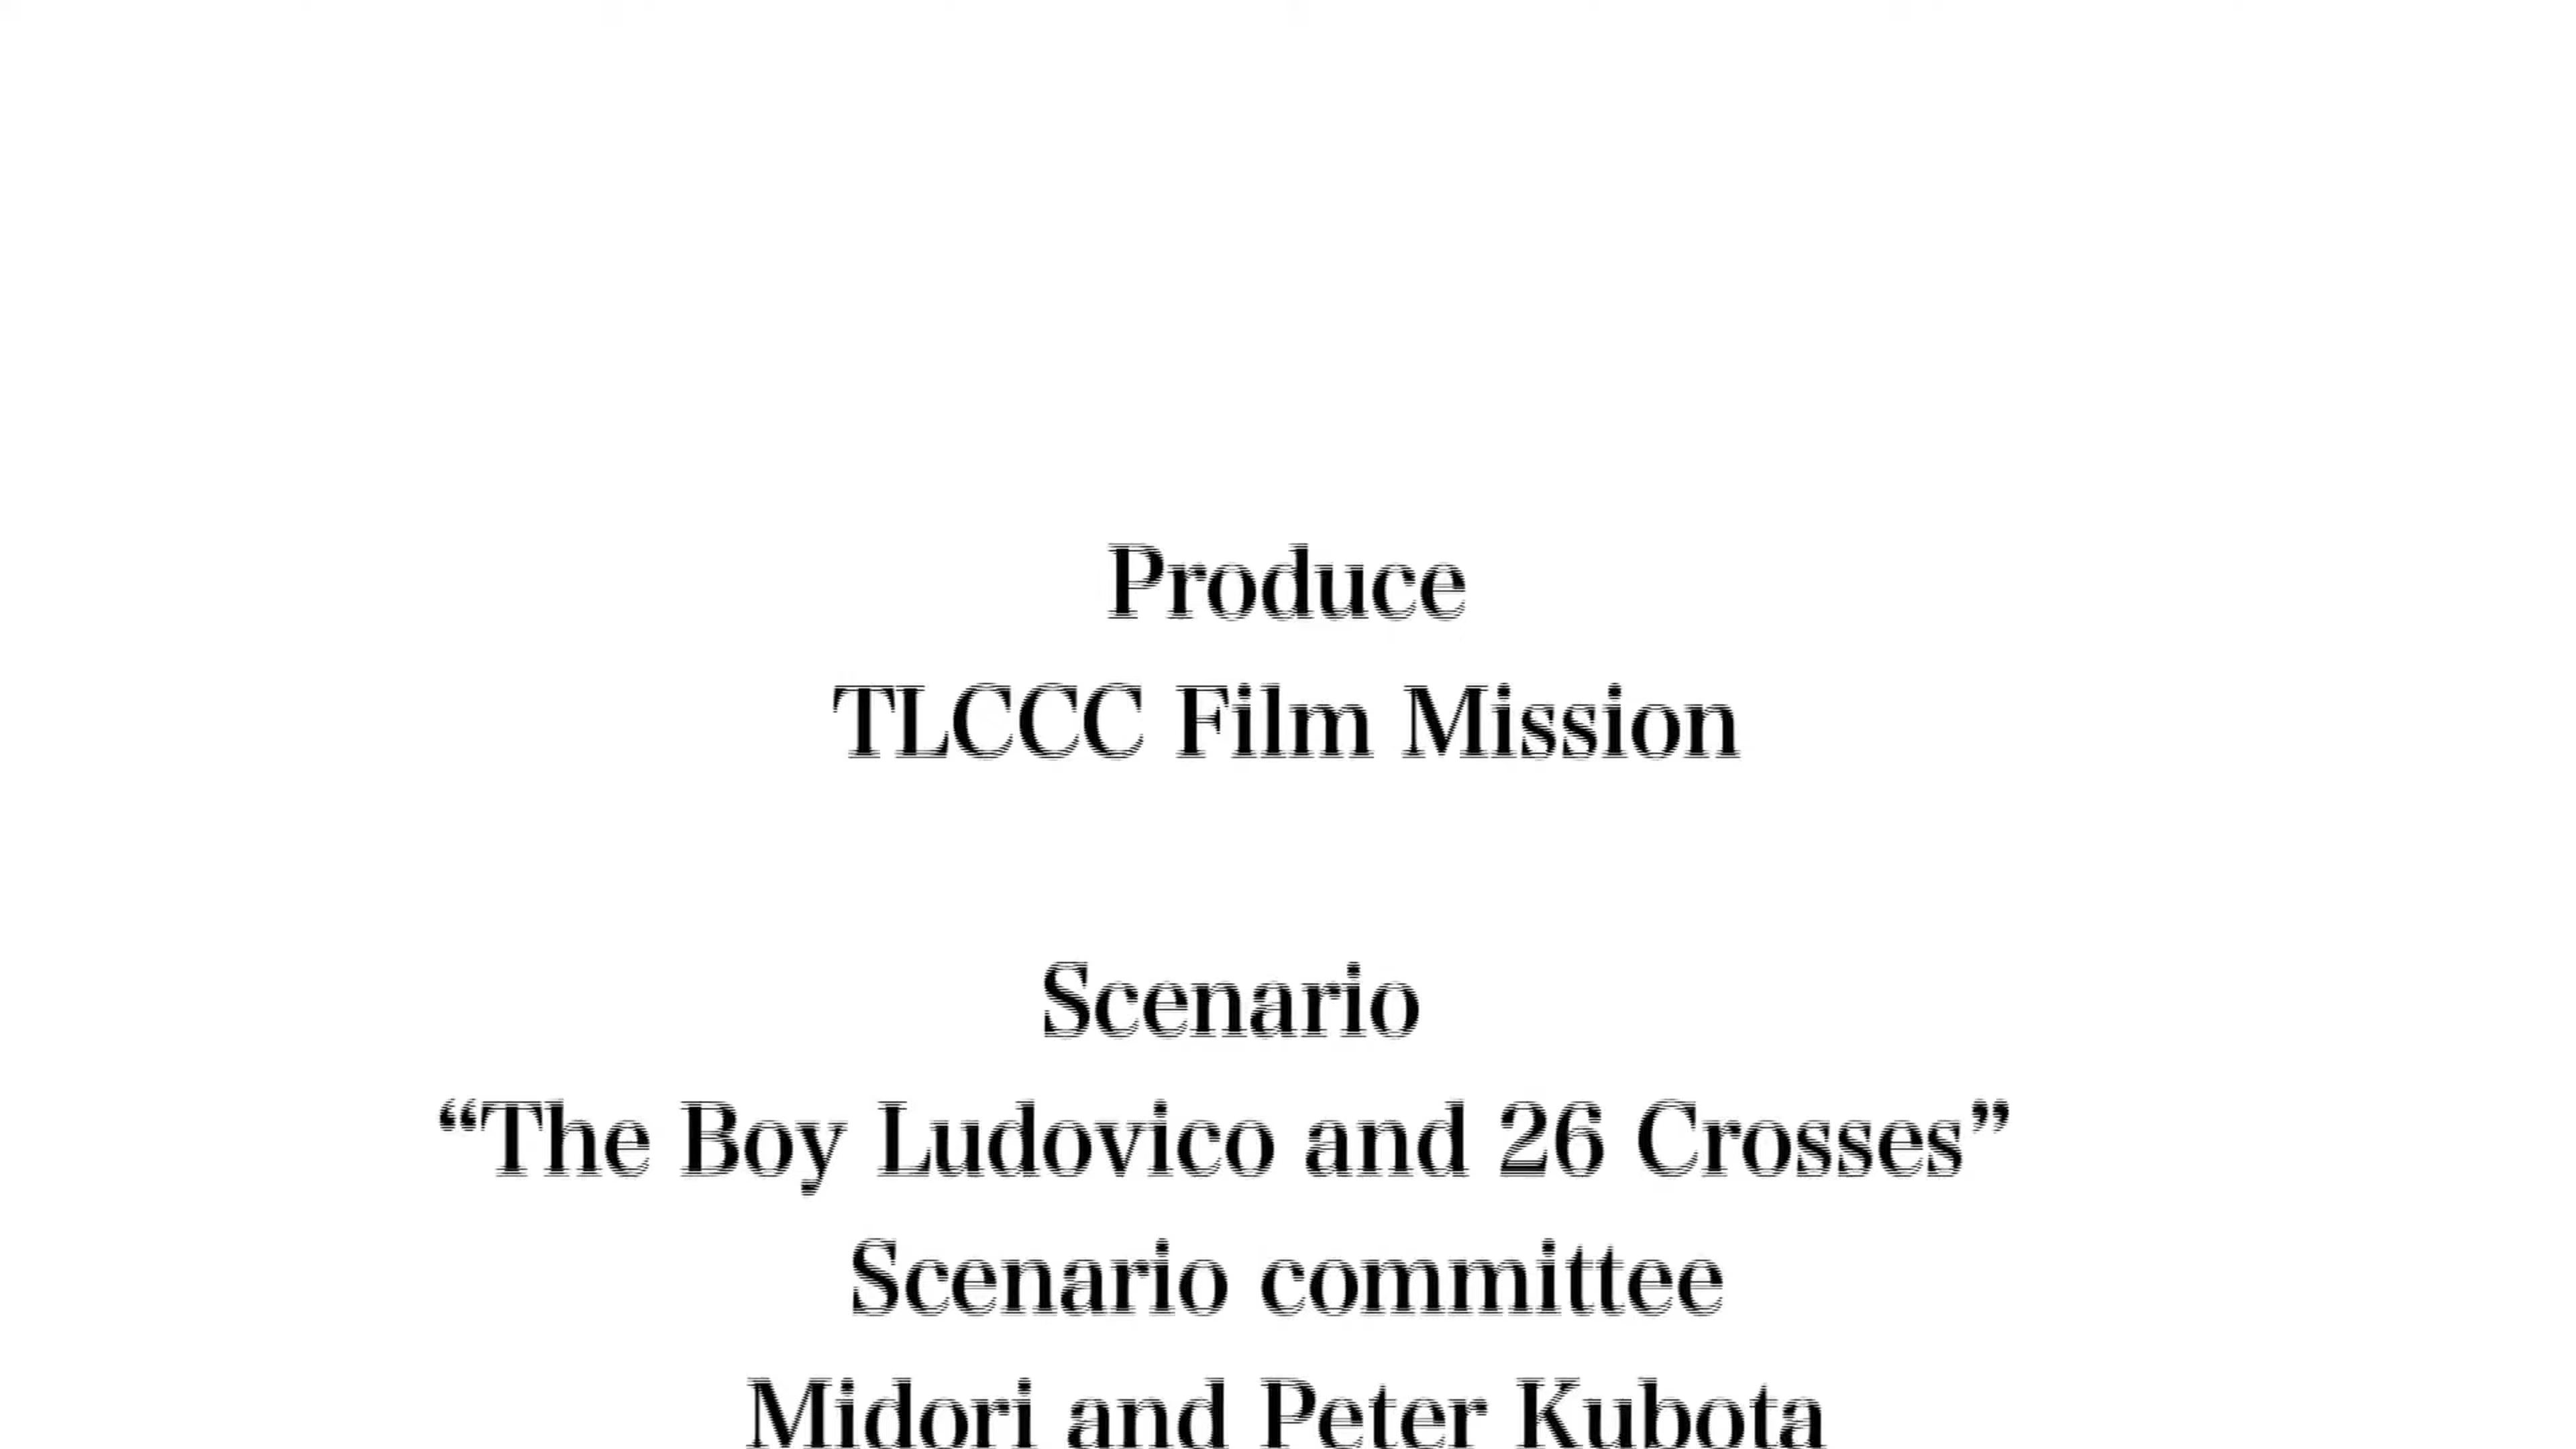 Produce
TLCCC Film Mission
Scenario
“The Boy Ludovico and 26 Crosses”
Scenario committee
Midori and Peter Kubota